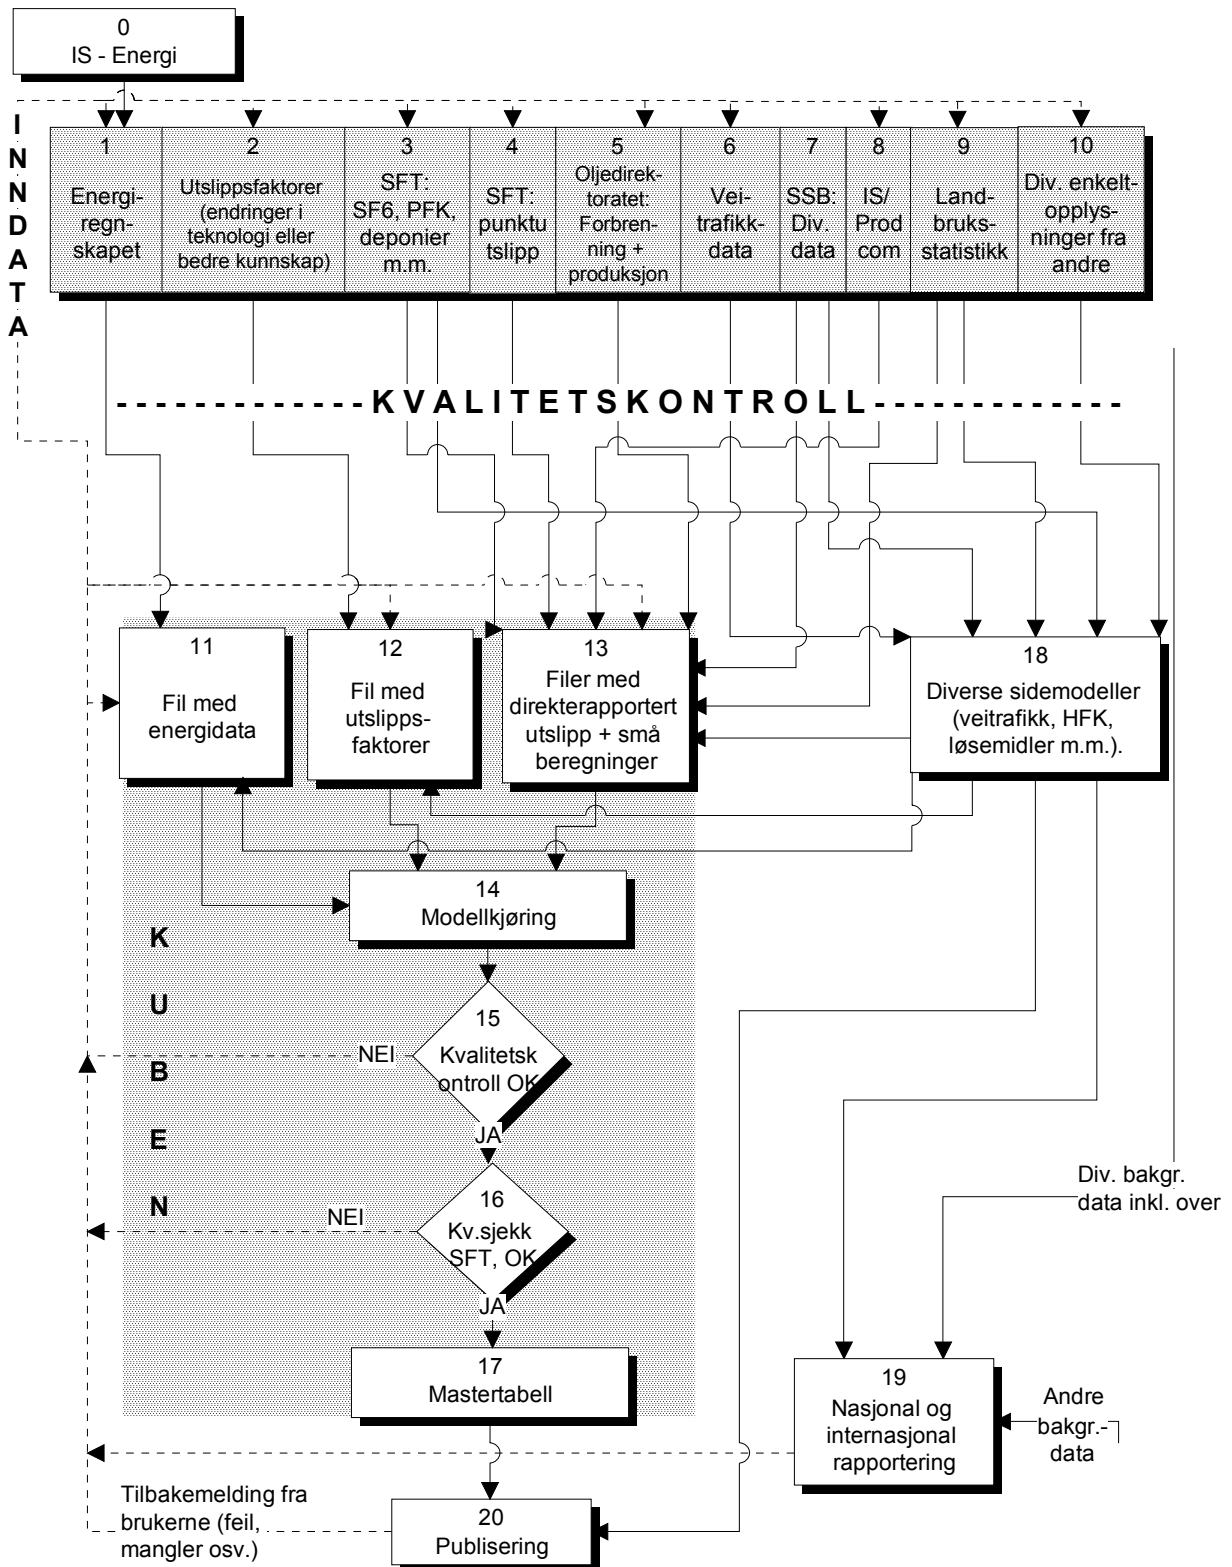 0
IS - Energi
I
N
N
D
A
T
A
1
Energi-
regn-
skapet
2
Utslippsfaktorer
(endringer i
teknologi eller
bedre kunnskap)
3
SFT:
SF6, PFK,
deponier
m.m.
4
SFT:
punktu
tslipp
5
Oljedirek-
toratet:
Forbren-
ning +
produksjon
6
Vei-
trafikk-
data
7
SSB:
Div.
data
8
IS/
Prod
com
9
Land-
bruks-
statistikk
10
Div. enkelt-
opplys-
ninger fra
andre
- - - - - - - - - - - - - K V A L I T E T S K O N T R O L L - - - - - - - - - - - - -
11
Fil med
energidata
12
Fil med
utslipps-
faktorer
13
Filer med
direkterapportert
utslipp + små
beregninger
18
Diverse sidemodeller
(veitrafikk, HFK,
løsemidler m.m.).
14
Modellkjøring
K
U
B
E
N
15
Kvalitetsk
ontroll OK
NEI
JA
16
Kv.sjekk
SFT, OK
NEI
JA
Div. bakgr.
data inkl. over
17
Mastertabell
19
Nasjonal og
internasjonal
rapportering
Andre
bakgr.-
data
Tilbakemelding fra
brukerne (feil,
mangler osv.)
20
Publisering